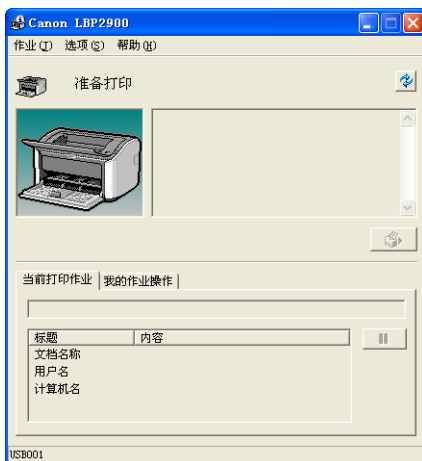 Canon LBP2900
作业(J) 选项(S) 帮助(H)
准备打印
当前打印作业 我的作业操作
标题 内容
文档名称
用户名
计算机名
USB001